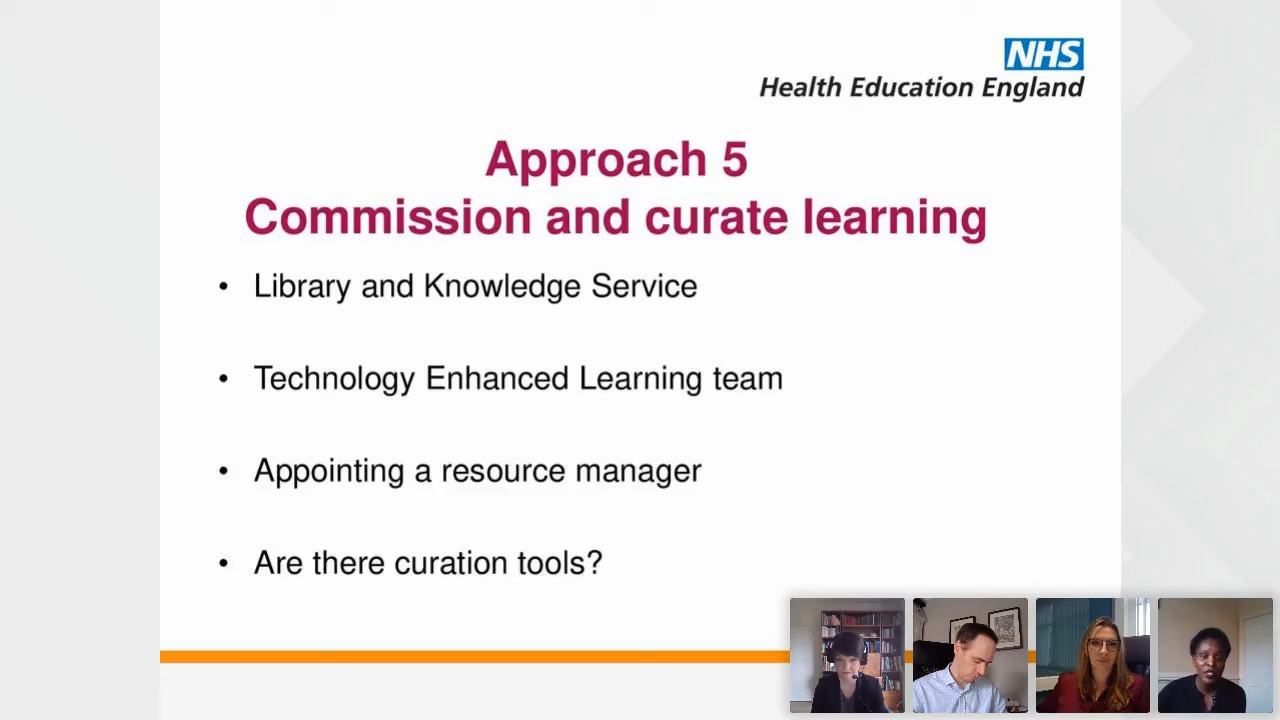 NHS
Health Education England
Approach 5
Commission and curate learning
• Library and Knowledge Service
• Technology Enhanced Learning team
• Appointing a resource manager
• Are there curation tools?